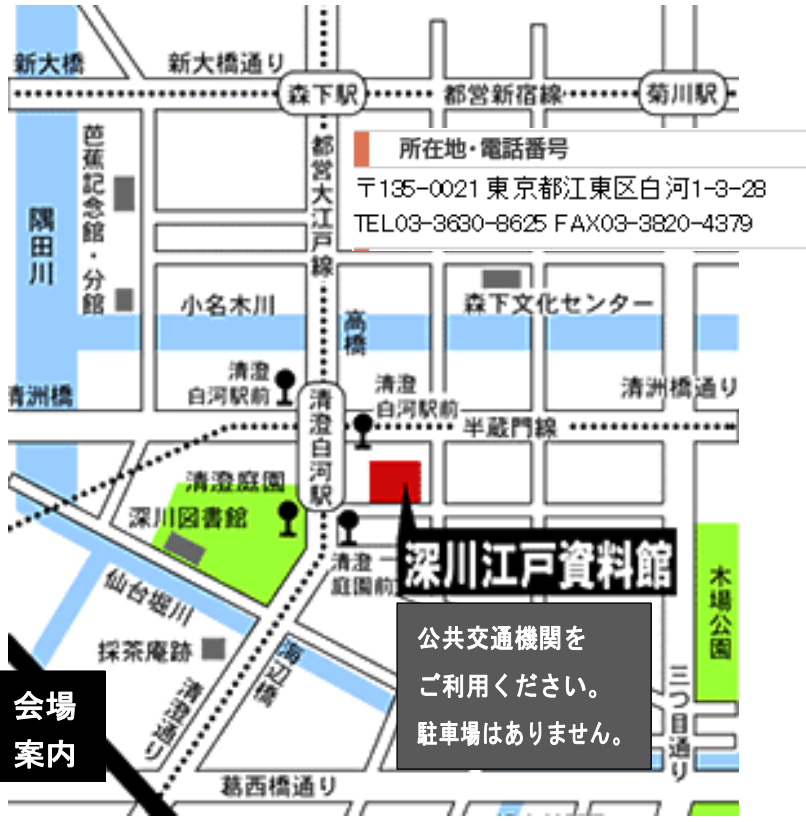 新大橋
新大橋通り
森下駅
都営新宿線
菊川駅
芭蕉記念館・分館
都営大江戸線
所在地・電話番号
〒135-0021 東京都江東区白河1-3-28
TEL03-3630-8625 FAX03-3820-4379
隅田川
小名木川
高橋
森下文化センター
清澄
白河駅前
清澄
白河駅前
清洲橋
清洲橋通り
清澄白河駅
半蔵門線
清澄庭園
深川図書館
清澄
庭園前
深川江戸資料館
木場公園
仙台堀川
採茶庵跡
海辺橋
清澄通り
公共交通機関を
ご利用ください。
駐車場はありません。
三つ目通り
会場
案内
葛西橋通り